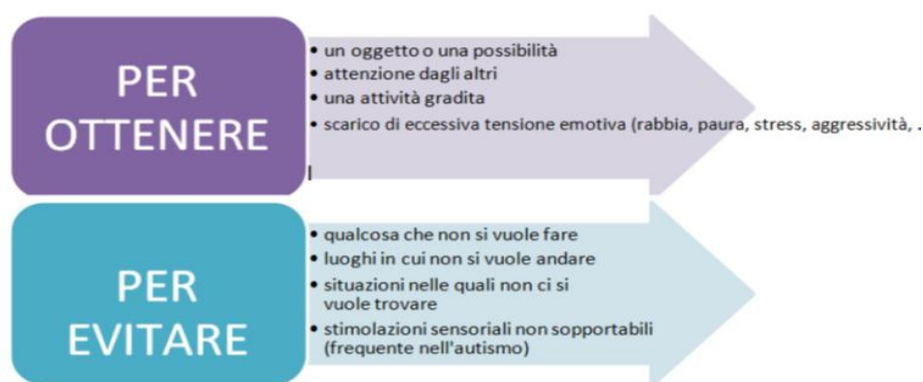 PER
OTTENERE
• un oggetto o una possibilità
• attenzione dagli altri
• una attività gradita
• scarico di eccessiva tensione emotiva (rabbia, paura, stress, aggressività, .
PER
EVITARE
• qualcosa che non si vuole fare
• luoghi in cui non si vuole andare
• situazioni nelle quali non ci si
vuole trovare
• stimolazioni sensoriali non sopportabili
(frequente nell'autismo)